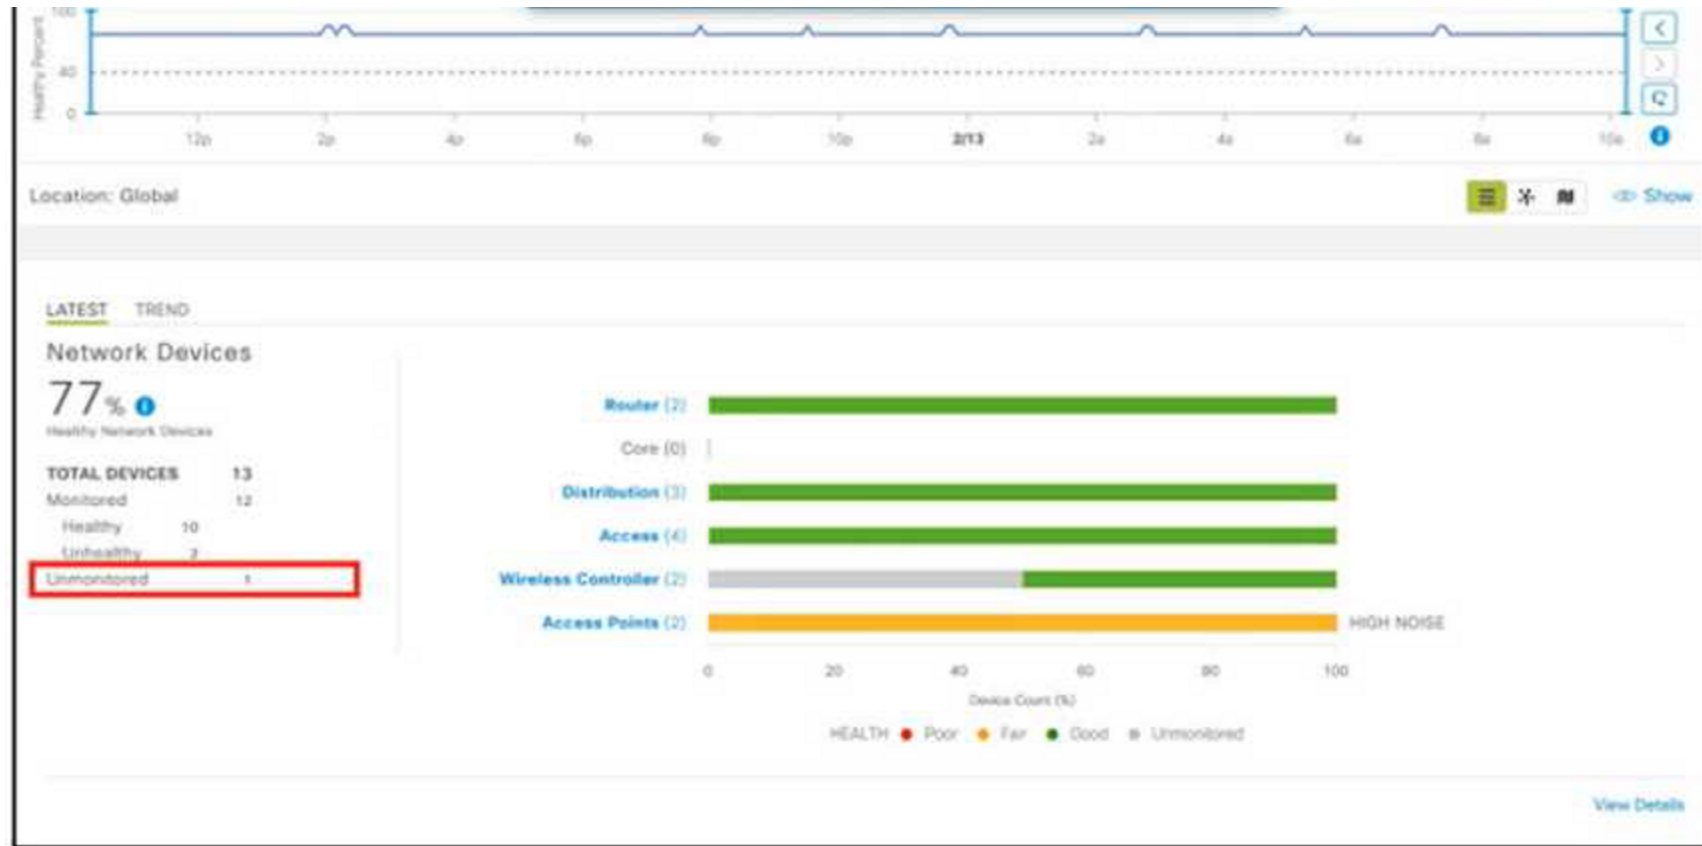 100
Healthy Percent
40
0
12p 2p 4p 6p 8p 10p 2/13 2a 4a 6a 8a 10a
Location: Global
Show
LATEST TREND
Network Devices
77%
Healthy Network Devices
TOTAL DEVICES 13
Monitored 12
Healthy 10
Unhealthy 2
Unmonitored 1
Router (2)
Core (0)
Distribution (3)
Access (4)
Wireless Controller (2)
Access Points (2)
HIGH NOISE
0 20 40 60 80 100
Device Count (%)
HEALTH Poor Fair Good Unmonitored
View Details